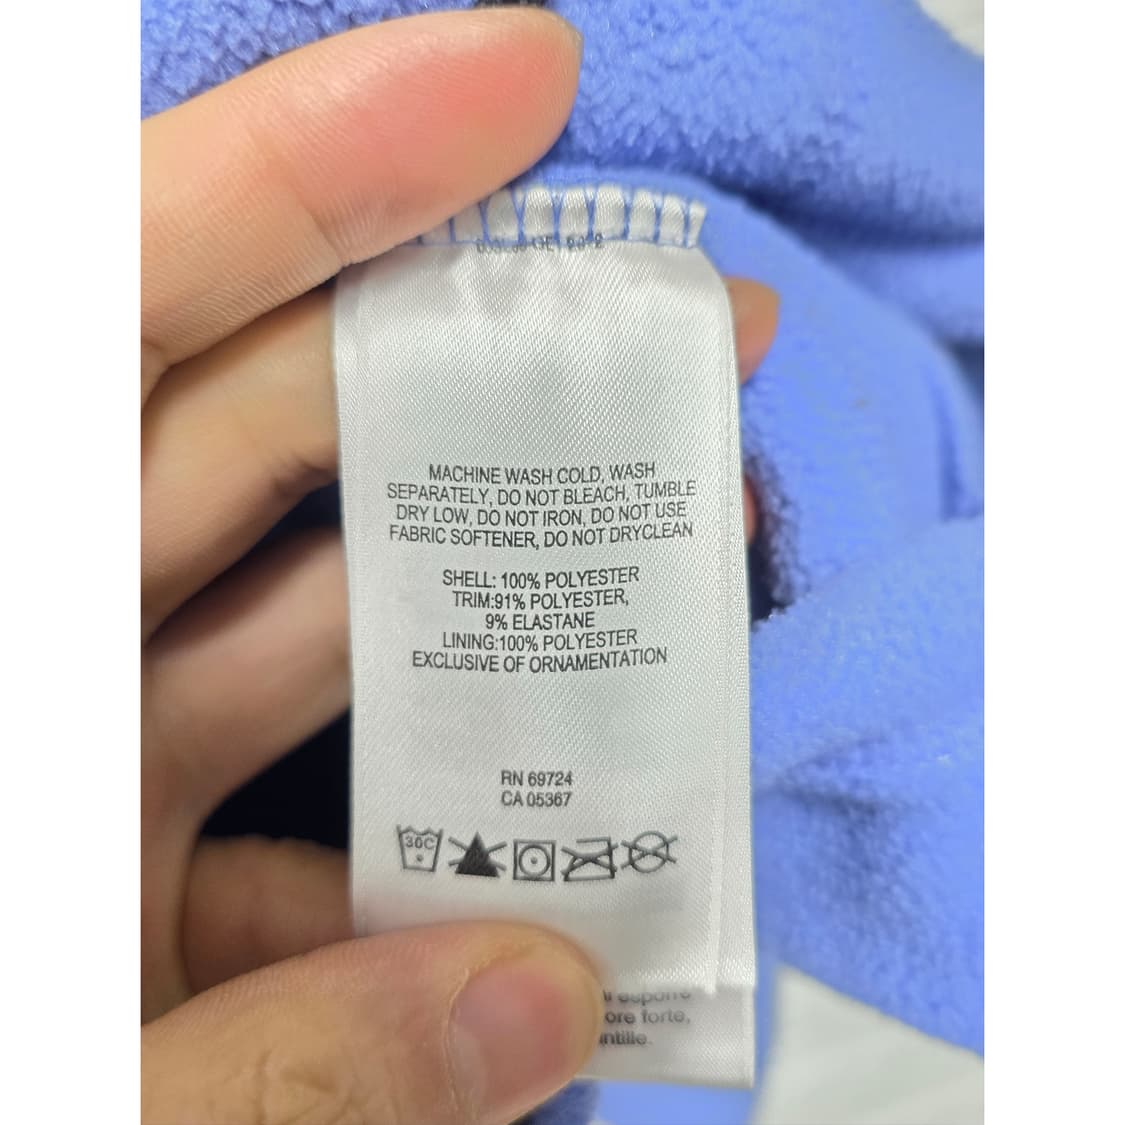 MACHINE WASH COLD, WASH
SEPARATELY, DO NOT BLEACH, TUMBLE
DRY LOW, DO NOT IRON, DO NOT USE
FABRIC SOFTENER, DO NOT DRYCLEAN
SHELL: 100% POLYESTER
TRIM:91% POLYESTER,
9% ELASTANE
LINING:100% POLYESTER
EXCLUSIVE OF ORNAMENTATION
RN 69724
CA 05367
30C
ore forte,